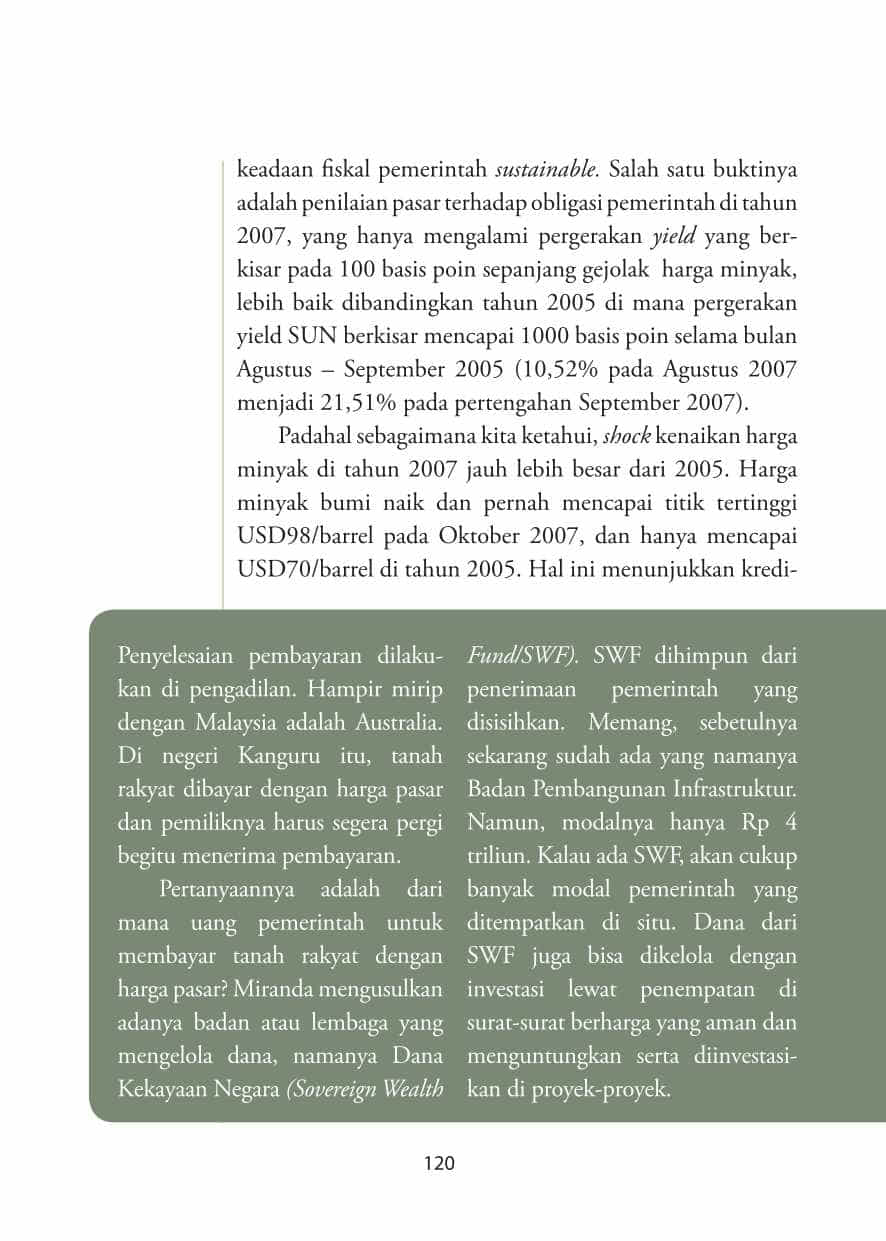 keadaan fiskal pemerintah sustainable. Salah satu buktinya
adalah penilaian pasar terhadap obligasi pemerintah di tahun
2007, yang hanya mengalami pergerakan yield yang ber-
kisar pada 100 basis poin sepanjang gejolak harga minyak,
lebih baik dibandingkan tahun 2005 di mana pergerakan
yield SUN berkisar mencapai 1000 basis poin selama bulan
Agustus – September 2005 (10,52% pada Agustus 2007
menjadi 21,51% pada pertengahan September 2007).
Padahal sebagaimana kita ketahui, shock kenaikan harga
minyak di tahun 2007 jauh lebih besar dari 2005. Harga
minyak bumi naik dan pernah mencapai titik tertinggi
USD98/barrel pada Oktober 2007, dan hanya mencapai
USD70/barrel di tahun 2005. Hal ini menunjukkan kredi-
Penyelesaian pembayaran dilaku-
kan di pengadilan. Hampir mirip
dengan Malaysia adalah Australia.
Di negeri Kanguru itu, tanah
rakyat dibayar dengan harga pasar
dan pemiliknya harus segera pergi
begitu menerima pembayaran.
Pertanyaannya adalah dari
mana uang pemerintah untuk
membayar tanah rakyat dengan
harga pasar? Miranda mengusulkan
adanya badan atau lembaga yang
mengelola dana, namanya Dana
Kekayaan Negara (Sovereign Wealth
Fund/SWF). SWF dihimpun dari
penerimaan pemerintah yang
disisihkan. Memang, sebetulnya
sekarang sudah ada yang namanya
Badan Pembangunan Infrastruktur.
Namun, modalnya hanya Rp 4
triliun. Kalau ada SWF, akan cukup
banyak modal pemerintah yang
ditempatkan di situ. Dana dari
SWF juga bisa dikelola dengan
investasi lewat penempatan di
surat-surat berharga yang aman dan
menguntungkan serta diinvestasi-
kan di proyek-proyek.
120